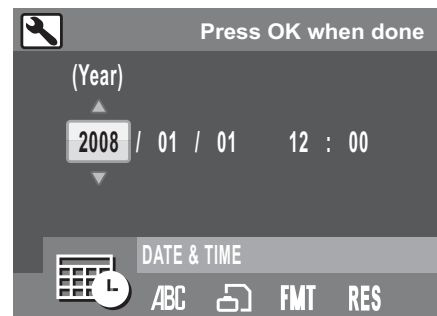 Press OK when done
(Year)
2008 / 01 / 01 12 : 00
DATE & TIME
ABC FMT RES